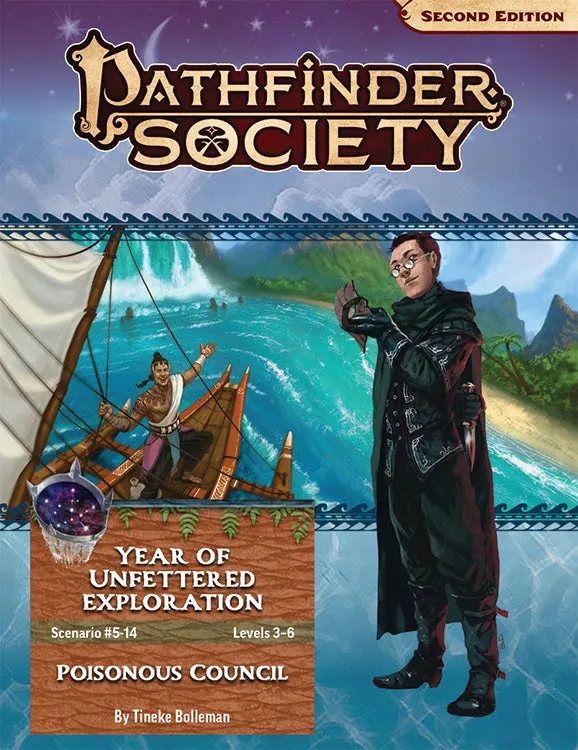 SECOND EDITION
PATHFINDER®
SOCIETY
YEAR OF
UNFETTERED
EXPLORATION
Scenario #5-14 Levels 3–6
POISONOUS COUNCIL
By Tineke Bolleman